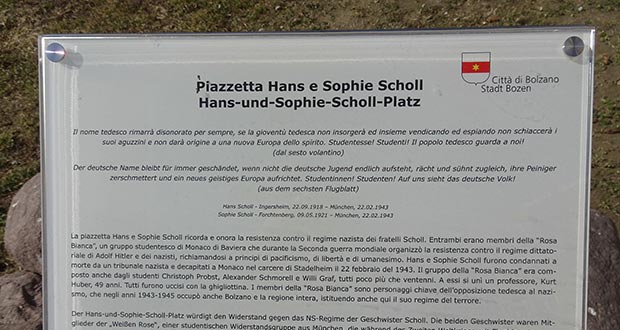 Piazzetta Hans e Sophie Scholl
Hans-und-Sophie-Scholl-Platz
Città di Bolzano
Stadt Bozen
Il nome tedesco rimarrà disonorato per sempre, se la gioventù tedesca non insorgerà ed insieme vendicando ed espiando non schiaccerà i
suoi aguzzini e non darà origine a una nuova Europa dello spirito. Studentesse! Studenti! Il popolo tedesco guarda a noi!
(dal sesto volantino)
Der deutsche Name bleibt für immer geschändet, wenn nicht die deutsche Jugend endlich aufsteht, rächt und sühnt zugleich, ihre Peiniger
zerschmettert und ein neues geistiges Europa aufrichtet. Studentinnen! Studenten! Auf uns sieht das deutsche Volk!
(aus dem sechsten Flugblatt)
Hans Scholl - Ingersheim, 22.09.1918 – München, 22.02.1943
Sophie Scholl - Forchtenberg, 09.05.1921 – München, 22.02.1943
La piazzetta Hans e Sophie Scholl ricorda e onora la resistenza contro il regime nazista dei fratelli Scholl. Entrambi erano membri della "Rosa
Bianca", un gruppo studentesco di Monaco di Baviera che durante la Seconda guerra mondiale organizzò la resistenza contro il regime dittato-
riale di Adolf Hitler e dei nazisti, richiamandosi a principi di pacificismo, di libertà e di umanesimo. Hans e Sophie Scholl furono condannati a
morte da un tribunale nazista e decapitati a Monaco nel carcere di Stadelheim il 22 febbraio del 1943. Il gruppo della "Rosa Bianca" era com-
posto anche dagli studenti Christoph Probst, Alexander Schmorell e Willi Graf, tutti poco più che ventenni. A essi si unì un professore, Kurt
Huber, 49 anni. Tutti furono uccisi con la ghigliottina. I membri della "Rosa Bianca" sono personaggi chiave dell'opposizione tedesca al nazi-
smo, che negli anni 1943-1945 occupò anche Bolzano e la regione intera, istituendo anche qui il suo regime del terrore.
Der Hans-und-Sophie-Scholl-Platz würdigt den Widerstand gegen das NS-Regime der Geschwister Scholl. Die beiden Geschwister waren Mit-
glieder der „Weißen Rose", einer studentischen Widerstandsgruppe aus München, die während des Zweiten